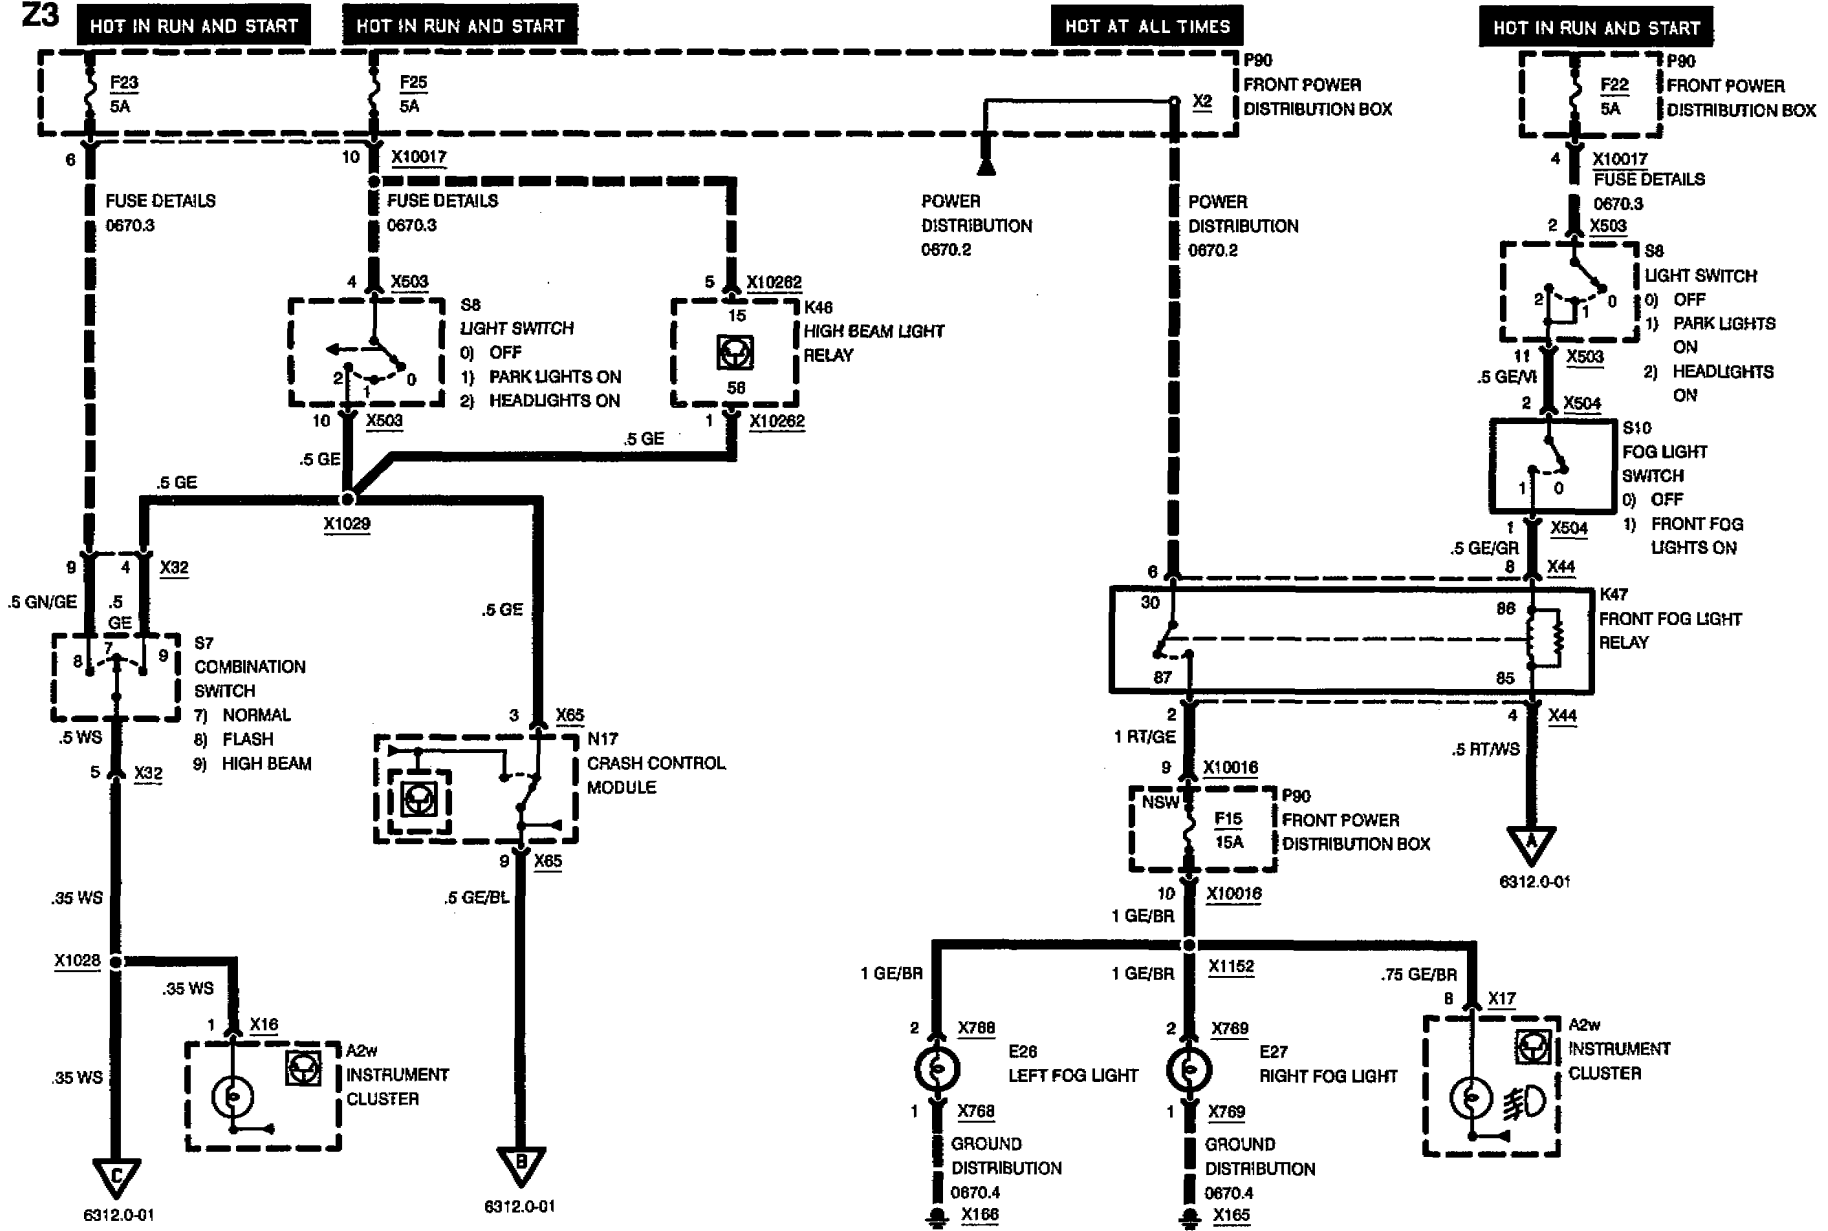 Z3
HOT IN RUN AND START
HOT IN RUN AND START
HOT AT ALL TIMES
HOT IN RUN AND START
F23
5A
F25
5A
X2
P90
FRONT POWER
DISTRIBUTION BOX
F22
5A
P90
FRONT POWER
DISTRIBUTION BOX
6
10
X10017
4
X10017
FUSE DETAILS
0670.3
FUSE DETAILS
0670.3
FUSE DETAILS
0670.3
POWER
DISTRIBUTION
0670.2
POWER
DISTRIBUTION
0670.2
2
X503
4
X503
5
X10262
S8
LIGHT SWITCH
0) OFF
1) PARK LIGHTS ON
2) HEADLIGHTS ON
2
1
0
15
56
K46
HIGH BEAM LIGHT
RELAY
S8
LIGHT SWITCH
0) OFF
1) PARK LIGHTS
ON
2) HEADLIGHTS
ON
2
1
0
11
X503
.5 GE/VI
2
X504
10
X503
1
X10262
.5 GE
.5 GE
.5 GE
X1029
S10
FOG LIGHT
SWITCH
0) OFF
1) FRONT FOG
LIGHTS ON
1
0
1
X504
.5 GE/GR
8
X44
9
4
X32
.5 GN/GE
.5
GE
.5 GE
6
30
87
86
85
K47
FRONT FOG LIGHT
RELAY
8
7
9
S7
COMBINATION
SWITCH
7) NORMAL
8) FLASH
9) HIGH BEAM
.5 WS
5
X32
3
X65
N17
CRASH CONTROL
MODULE
9
X65
.5 GE/BL
2
4
X44
1 RT/GE
.5 RT/WS
9
X10016
NSW
F15
15A
P90
FRONT POWER
DISTRIBUTION BOX
A
6312.0-01
10
X10016
1 GE/BR
.35 WS
X1028
.35 WS
1
X16
A2w
INSTRUMENT
CLUSTER
.35 WS
C
6312.0-01
B
6312.0-01
1 GE/BR
1 GE/BR
X1152
.75 GE/BR
8
X17
2
X768
2
X769
E26
LEFT FOG LIGHT
E27
RIGHT FOG LIGHT
A2w
INSTRUMENT
CLUSTER
1
X768
1
X769
GROUND
DISTRIBUTION
0670.4
X166
GROUND
DISTRIBUTION
0670.4
X165